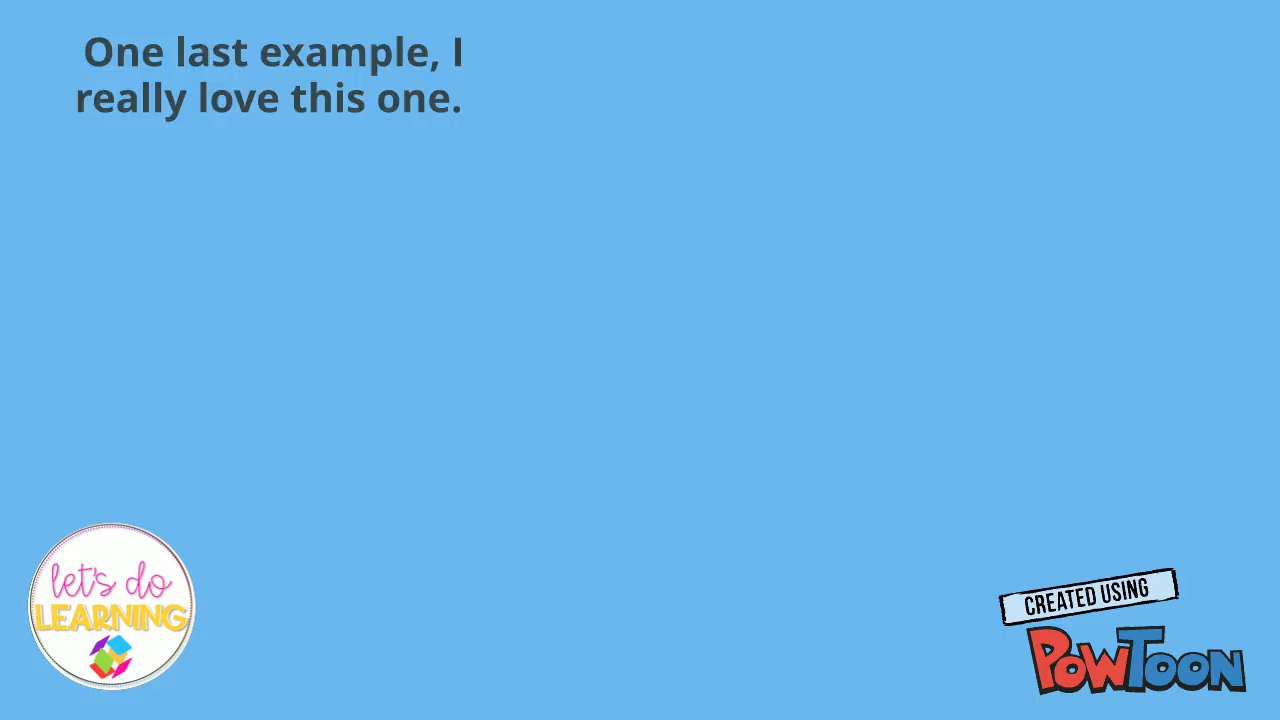 One last example, I
really love this one.
let's do
LEARNING
CREATED USING
POWTOON